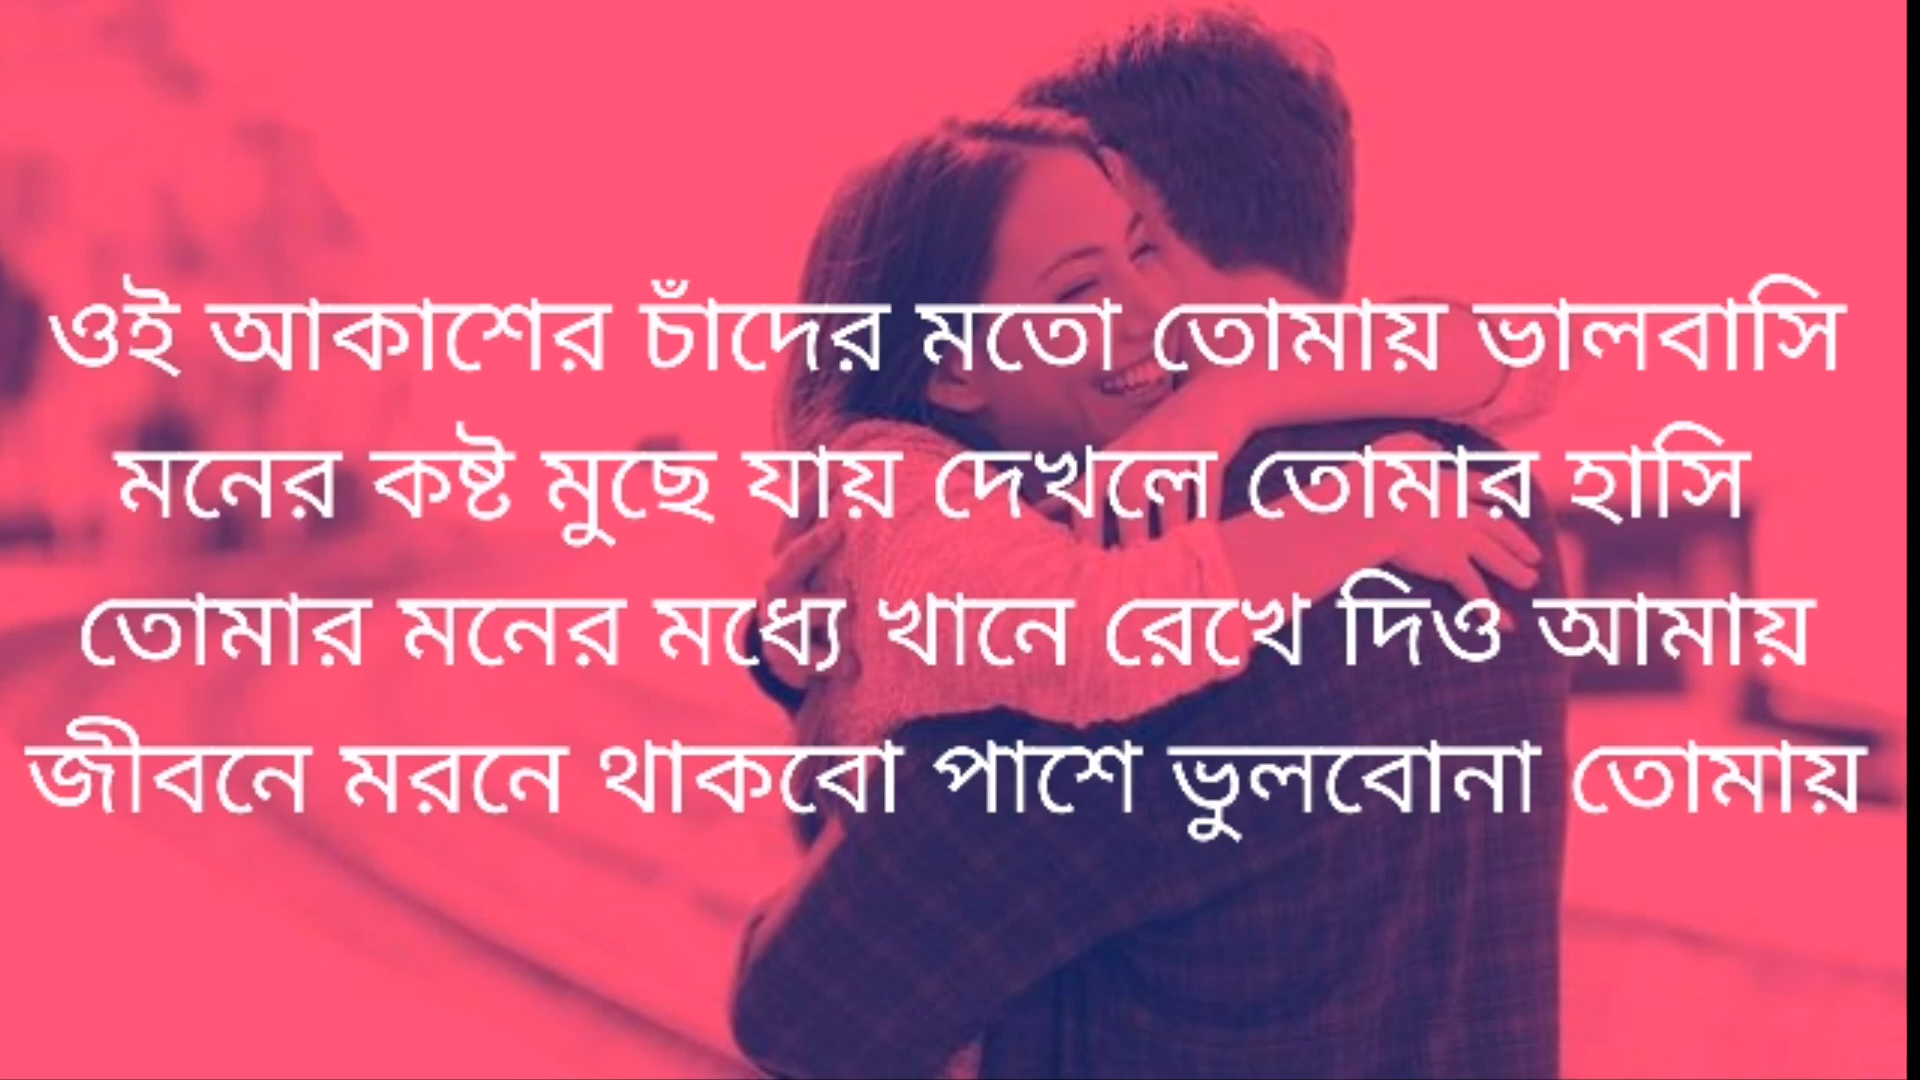 ওই আকাশের চাঁদের মতো তোমায় ভালবাসি
মনের কষ্ট মুছে যায় দেখলে তোমার হাসি
তোমার মনের মধ্যে খানে রেখে দিও আমায়
জীবনে মরনে থাকবো পাশে ভুলবোনা তোমায়